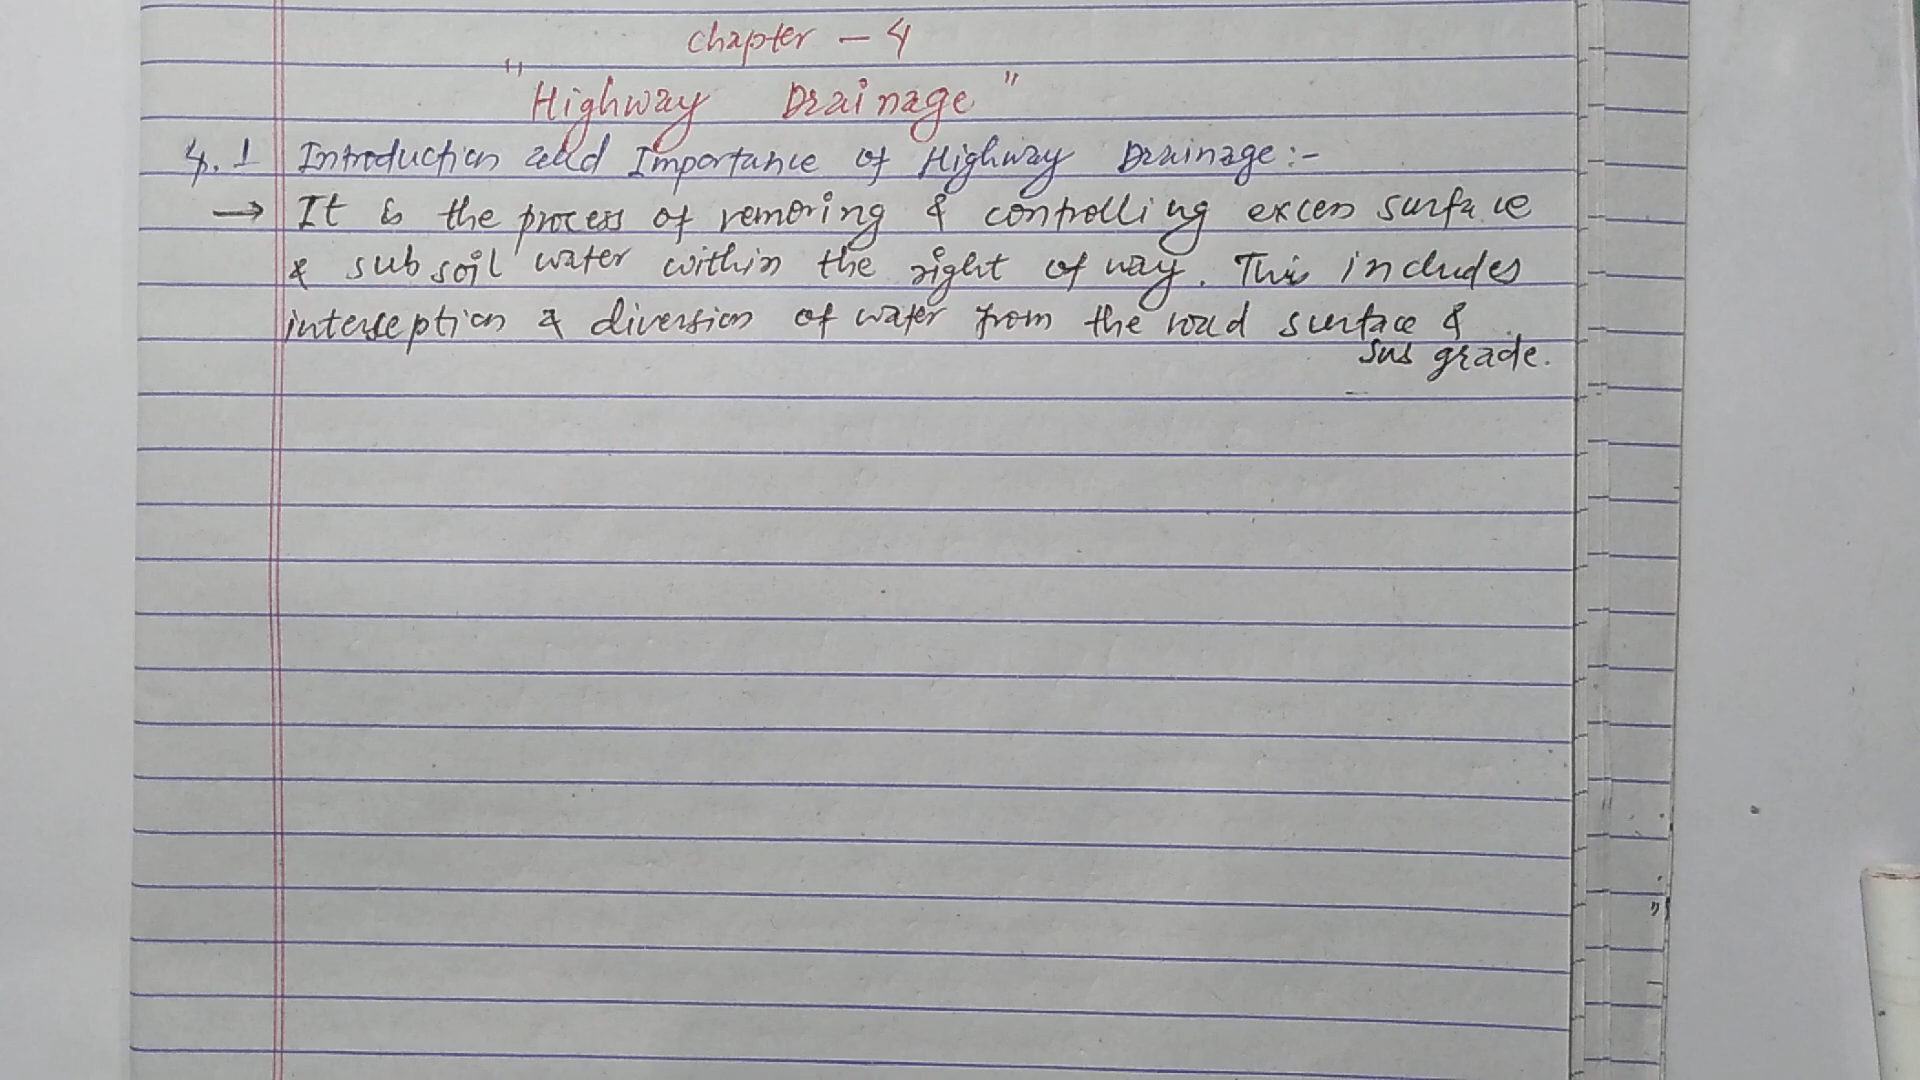 Chapter - 4
"Highway Drainage"
4.1 Introduction and Importance of Highway Drainage:-
→ It is the process of removing & controlling excess surface
& sub soil water within the right of way. This includes
interseption & diversion of water from the road surface &
sub grade.